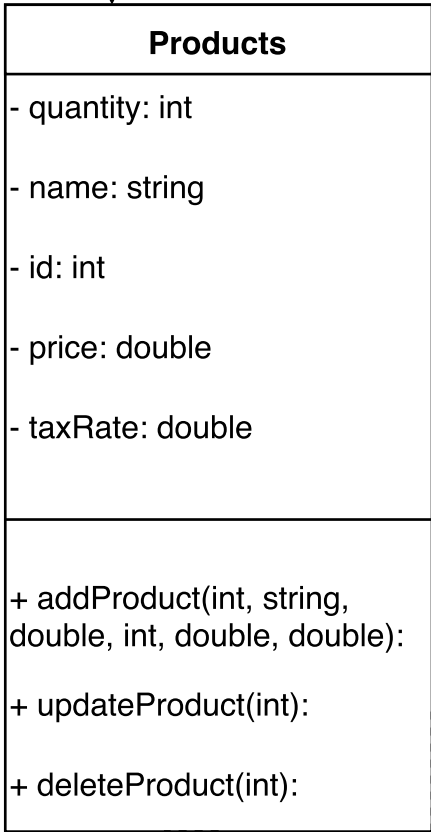 Products
- quantity: int
- name: string
- id: int
- price: double
- taxRate: double
+ addProduct(int, string,
double, int, double, double):
+ updateProduct(int):
+ deleteProduct(int):